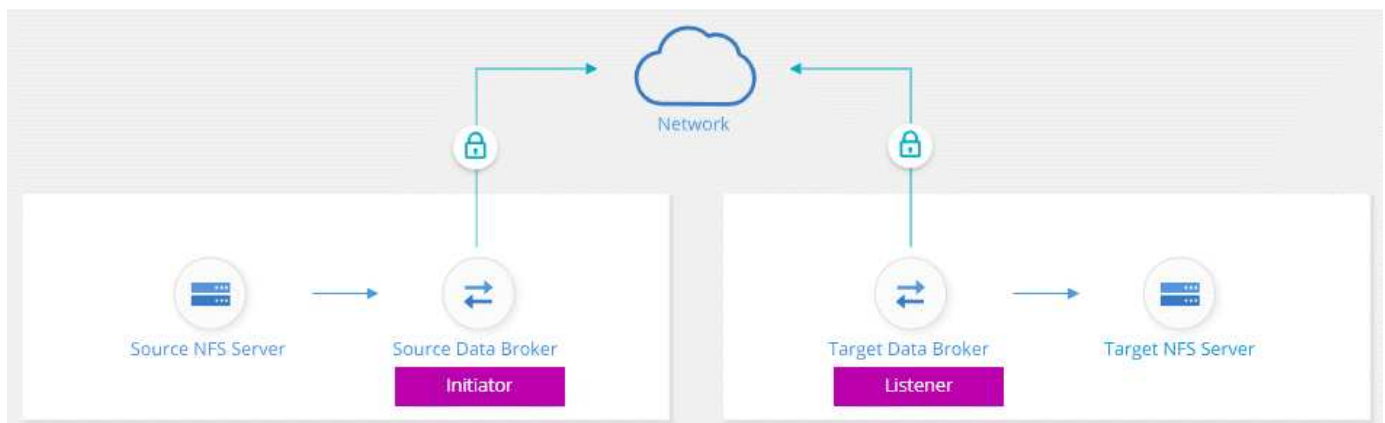 Network
Source NFS Server
Source Data Broker
Target Data Broker
Target NFS Server
Initiator
Listener